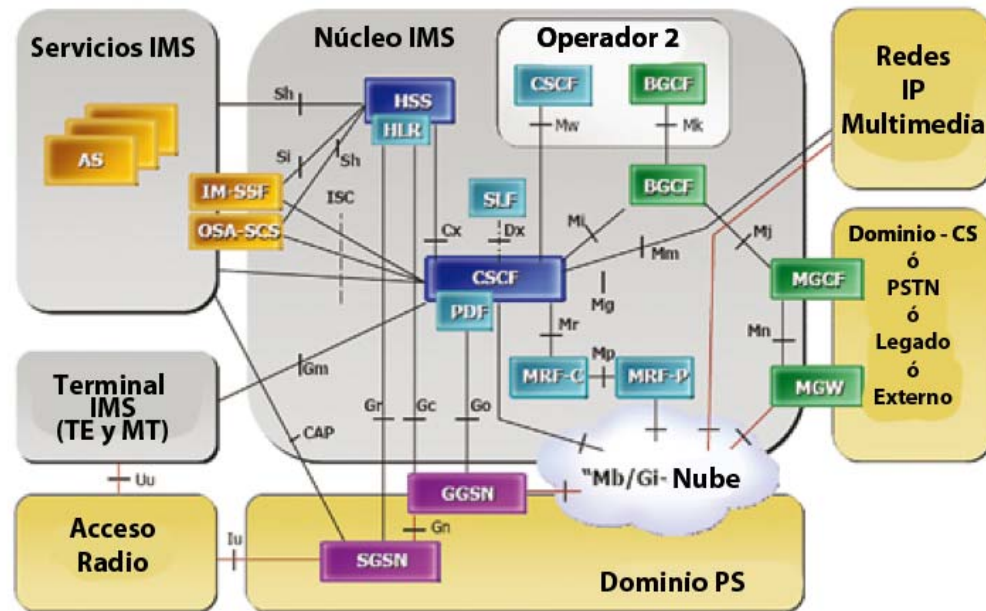 Servicios IMS
AS
IM-SSF
OSA-SCS
Núcleo IMS
Operador 2
CSCF
BGCF
Mw
Mk
HSS
HLR
Sh
Si
Sh
ISC
SLF
BGCF
Cx
Dx
Mi
Mm
Mj
Mg
CSCF
PDF
Mr
Mp
MRF-C
MRF-P
Gm
Gr
Gc
Go
CAP
MGCF
Mn
MGW
Redes
IP
Multimedia
Dominio - CS
ó
PSTN
ó
Legado
ó
Externo
Terminal
IMS
(TE y MT)
Uu
Acceso
Radio
Iu
"Mb/Gi- Nube
GGSN
Gn
SGSN
Dominio PS